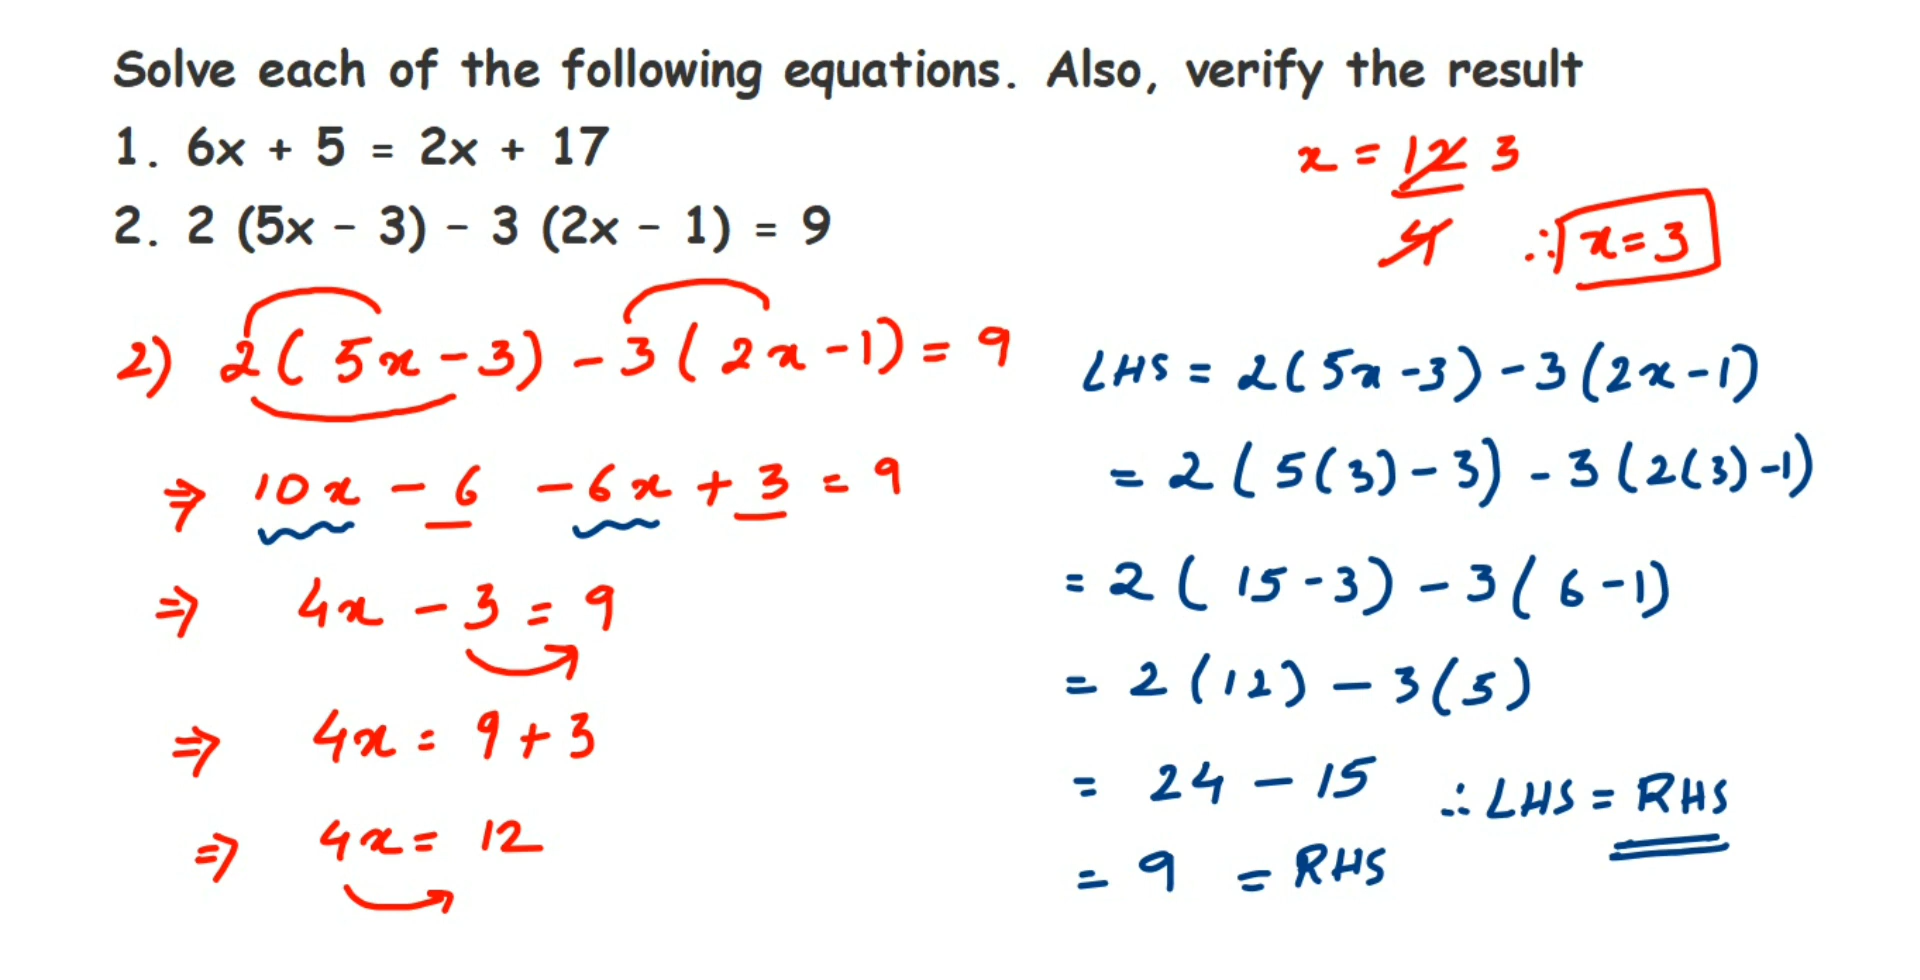 Solve each of the following equations. Also, verify the result
1. 6x + 5 = 2x + 17
2. 2 (5x - 3) - 3 (2x - 1) = 9
2) 2(5x-3) -3(2x-1) = 9
⇒ 10x - 6 -6x + 3 = 9
⇒ 4x - 3 = 9
⇒ 4x = 9+3
⇒ 4x = 12
x = 12 3
4
∴ x=3
LHS = 2(5x-3)-3(2x-1)
= 2(5(3)-3) -3(2(3)-1)
= 2(15-3) -3(6-1)
= 2(12) - 3(5)
= 24 - 15
= 9 = RHS
∴ LHS = RHS